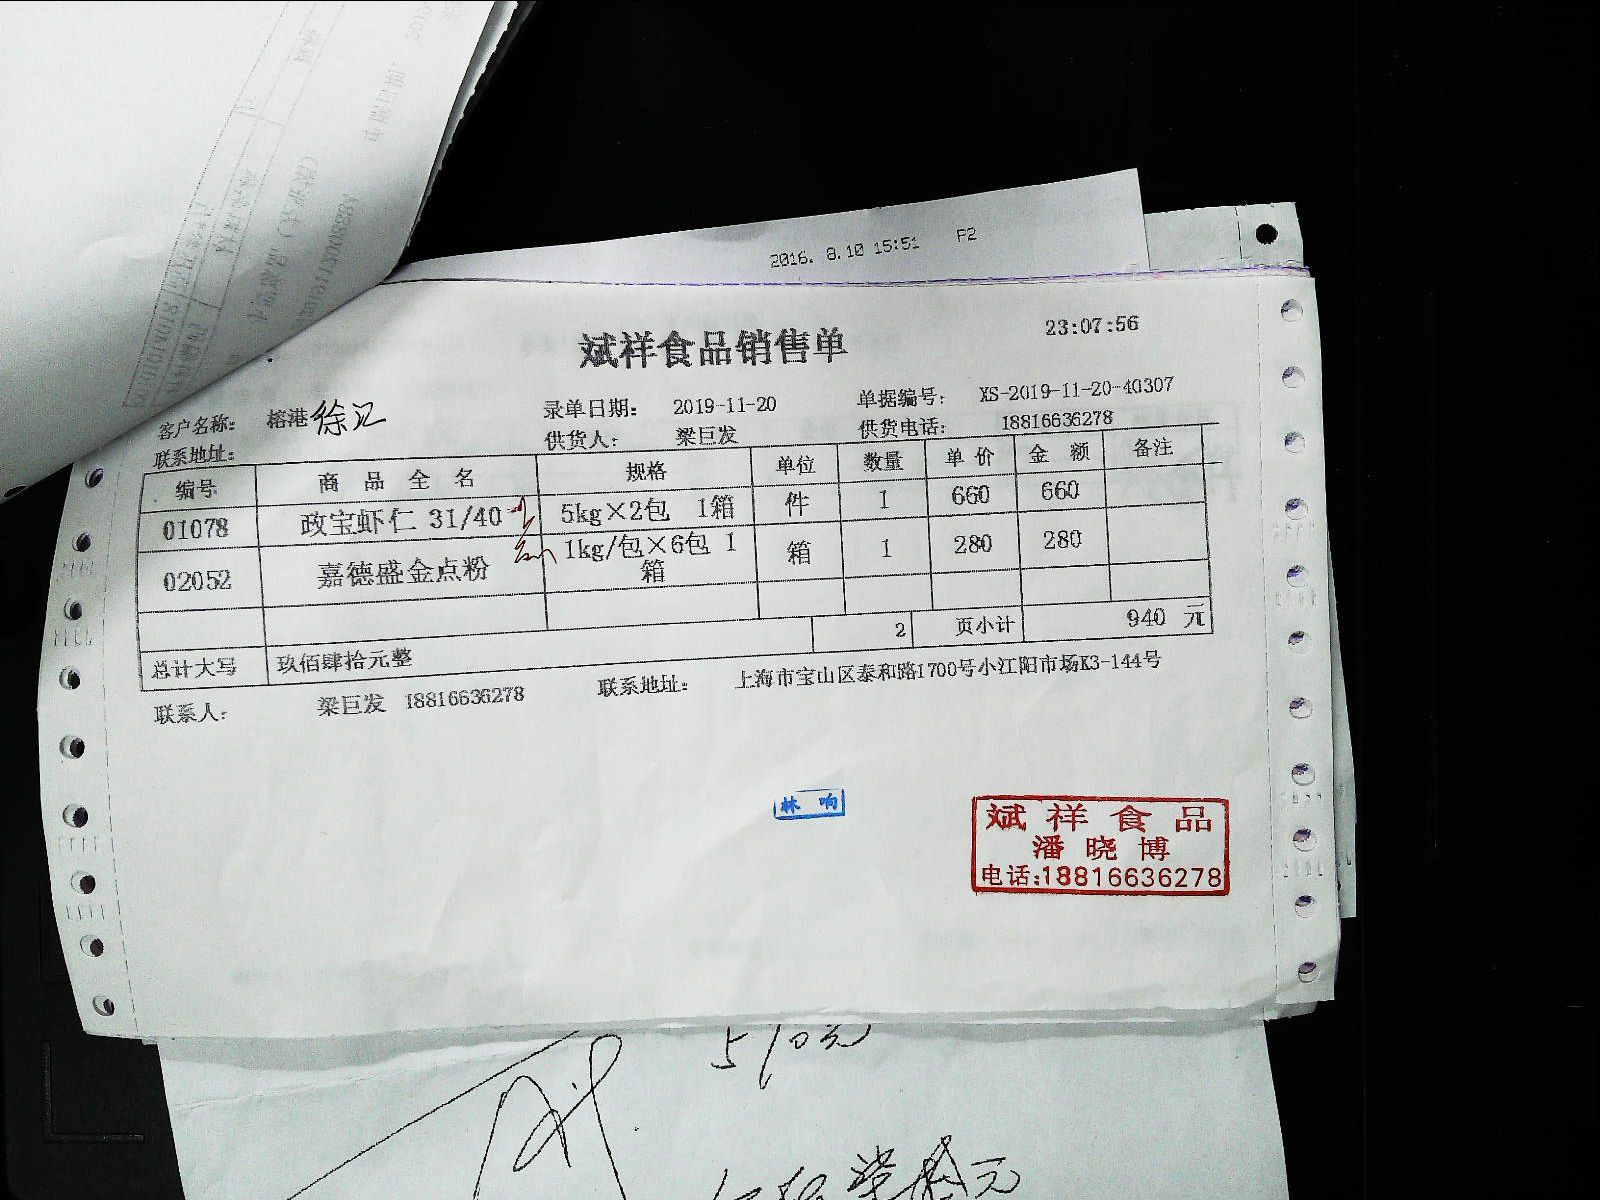 2016. 8.10 15:51 P2
斌祥食品销售单 23:07:56
客户名称: 榕港 徐汇 录单日期: 2019-11-20 单据编号: XS-2019-11-20-40307
联系地址: 供货人: 梁巨发 供货电话: 18816636278
编号 商品全名 规格 单位 数量 单价 金额 备注
01078 政宝虾仁 31/40 5kg×2包 1箱 件 1 660 660
02052 嘉德盛金点粉 1kg/包×6包 1箱 箱 1 280 280
2 页小计 940 元
总计大写 玖佰肆拾元整
联系人: 梁巨发 18816636278 联系地址: 上海市宝山区泰和路1700号小江阳市场K3-144号
林响
斌祥食品
潘晓博
电话:18816636278
510元